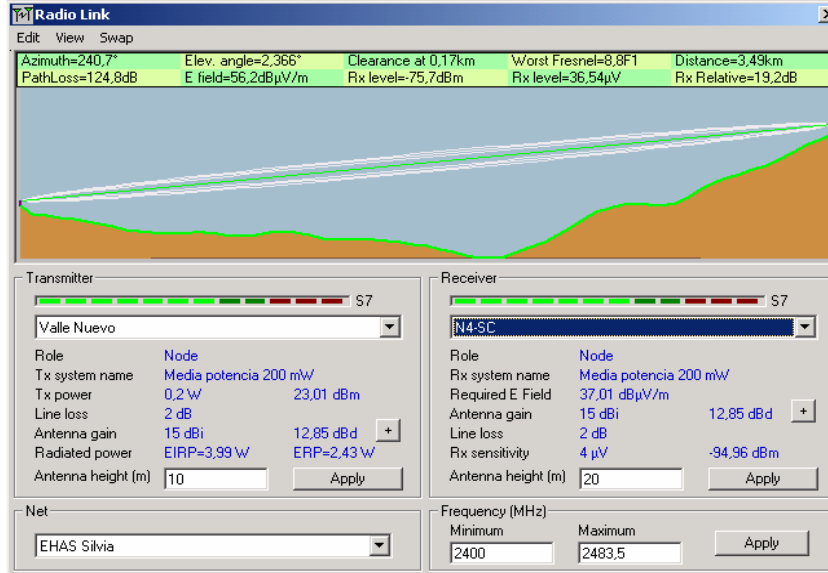 Radio Link
Edit View Swap
Azimuth=240,7° Elev. angle=2,366° Clearance at 0,17km Worst Fresnel=8,8F1 Distance=3,49km
PathLoss=124,8dB E field=56,2dBµV/m Rx level=-75,7dBm Rx level=36,54µV Rx Relative=19,2dB
Transmitter
S7
Valle Nuevo
Role Node
Tx system name Media potencia 200 mW
Tx power 0,2 W 23,01 dBm
Line loss 2 dB
Antenna gain 15 dBi 12,85 dBd +
Radiated power EIRP=3,99 W ERP=2,43 W
Antenna height (m) 10 Apply
Receiver
S7
N4-SC
Role Node
Rx system name Media potencia 200 mW
Required E Field 37,01 dBµV/m
Antenna gain 15 dBi 12,85 dBd +
Line loss 2 dB
Rx sensitivity 4 µV -94,96 dBm
Antenna height (m) 20 Apply
Net
EHAS Silvia
Frequency (MHz)
Minimum Maximum
2400 2483,5 Apply